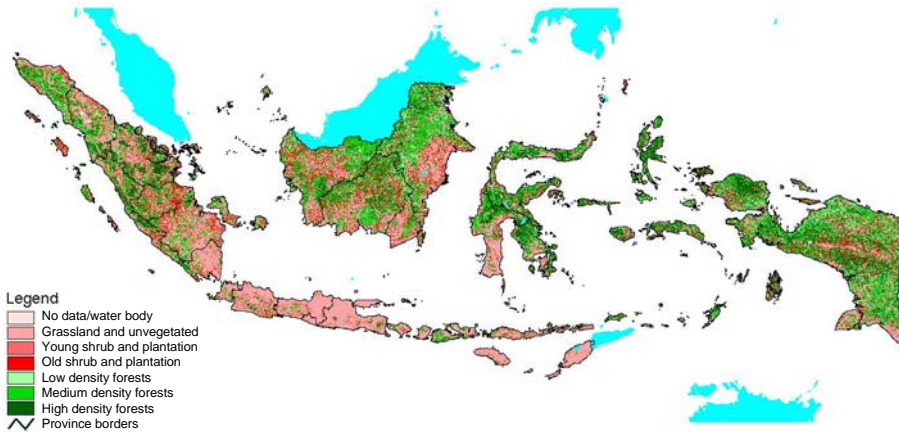 Legend
No data/water body
Grassland and unvegetated
Young shrub and plantation
Old shrub and plantation
Low density forests
Medium density forests
High density forests
Province borders